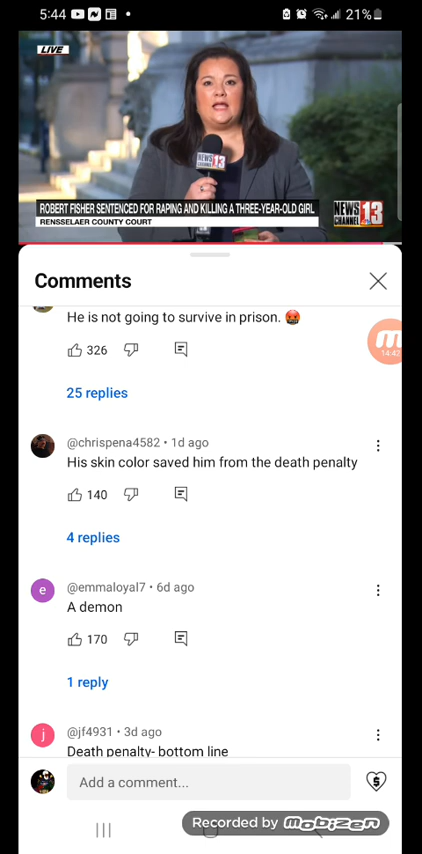 5:44
21%
LIVE
NEWS
CHANNEL 13
ROBERT FISHER SENTENCED FOR RAPING AND KILLING A THREE-YEAR-OLD GIRL
RENSSELAER COUNTY COURT
NEWS
CHANNEL 13
Comments
He is not going to survive in prison. 🤬
14:42
326
25 replies
@chrispena4582 • 1d ago
His skin color saved him from the death penalty
140
4 replies
e
@emmaloyal7 • 6d ago
A demon
170
1 reply
j
@jf4931 • 3d ago
Death penalty- bottom line
Add a comment...
Recorded by mobizen